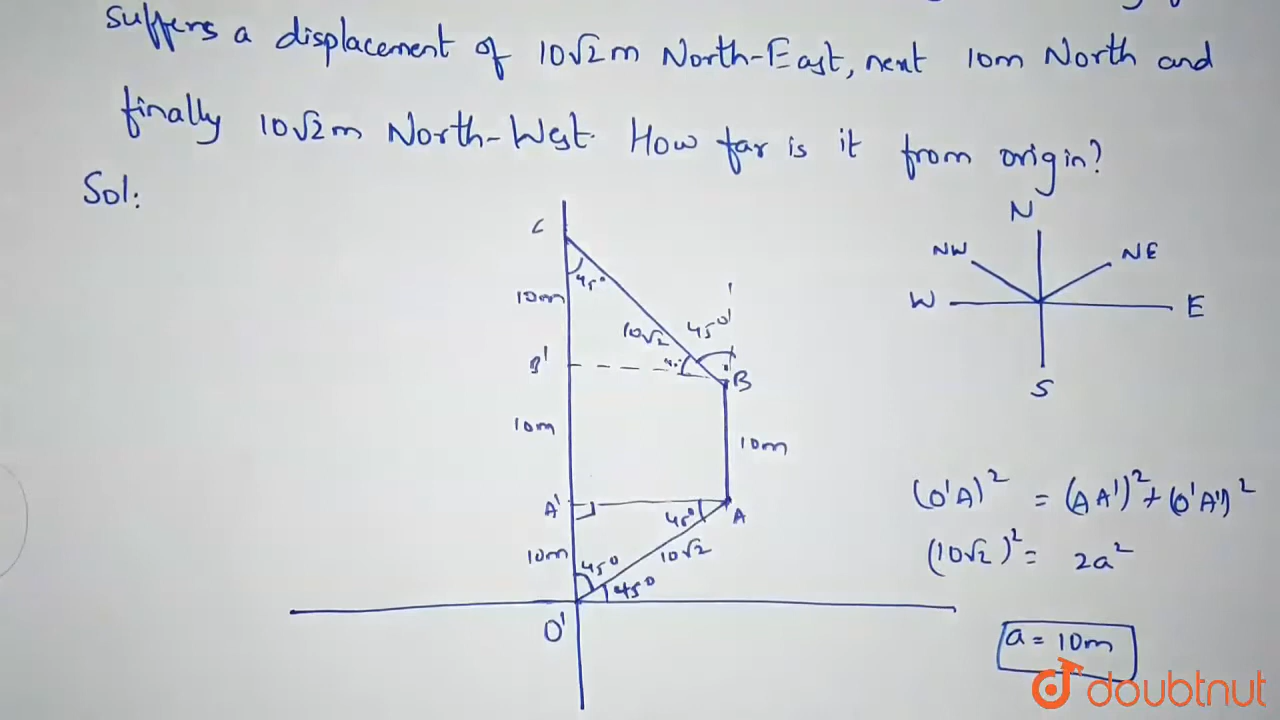 suffers a displacement of 10√2m North-East, next 10m North and
finally 10√2m North-West. How far is it from origin?
Sol:
N
C
NW
NE
45°
10m
W
E
10√2
45°
B'
B
S
10m
10m
(O'A)² = (AA')² + (O'A')²
A'
45°
A
10m
45°
10√2
(10√2)² = 2a²
45°
O'
a = 10m
doubtnut